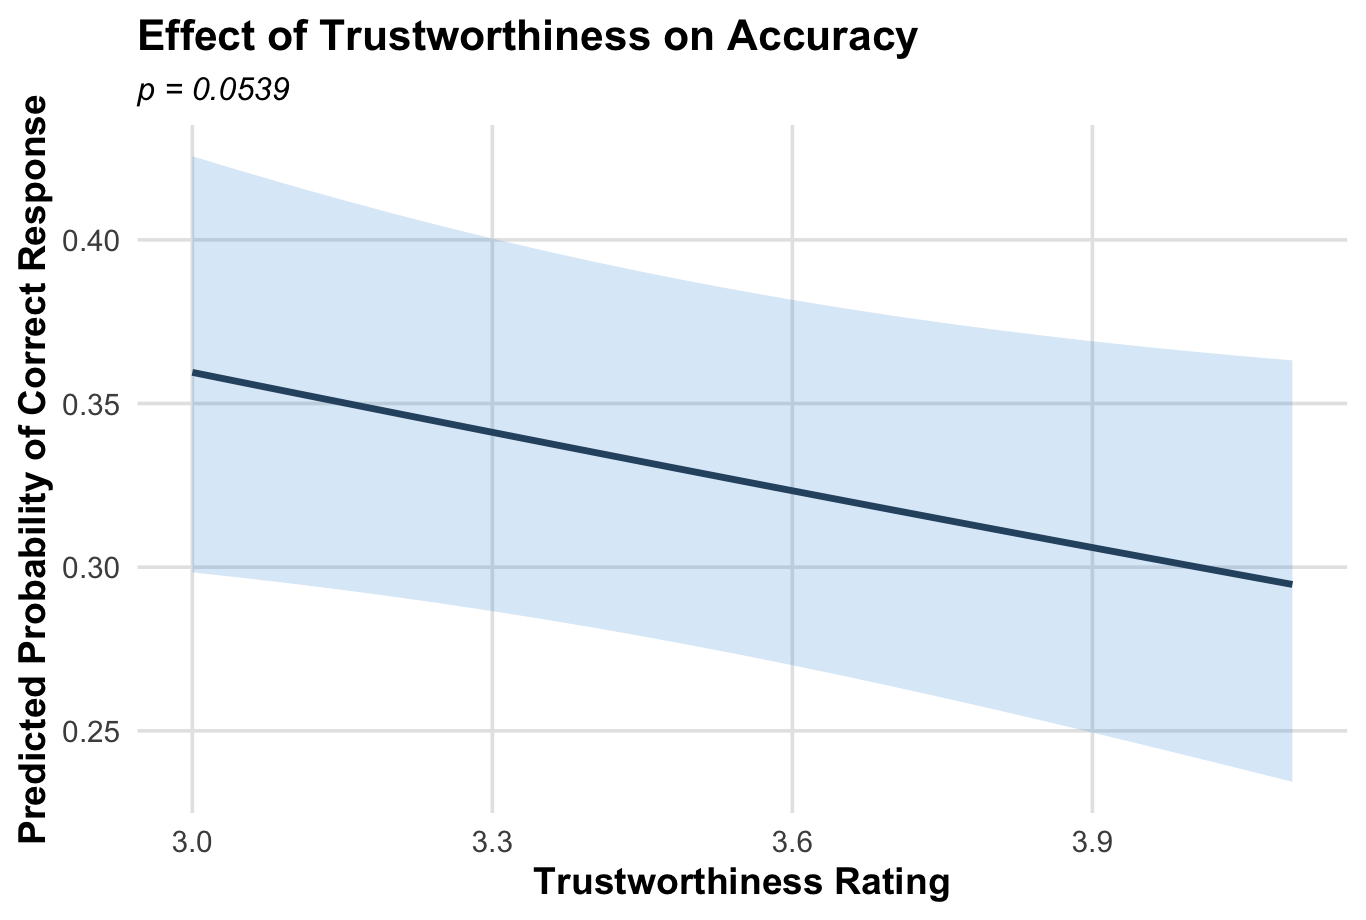 Effect of Trustworthiness on Accuracy
p = 0.0539
Predicted Probability of Correct Response
0.40
0.35
0.30
0.25
3.0 3.3 3.6 3.9
Trustworthiness Rating